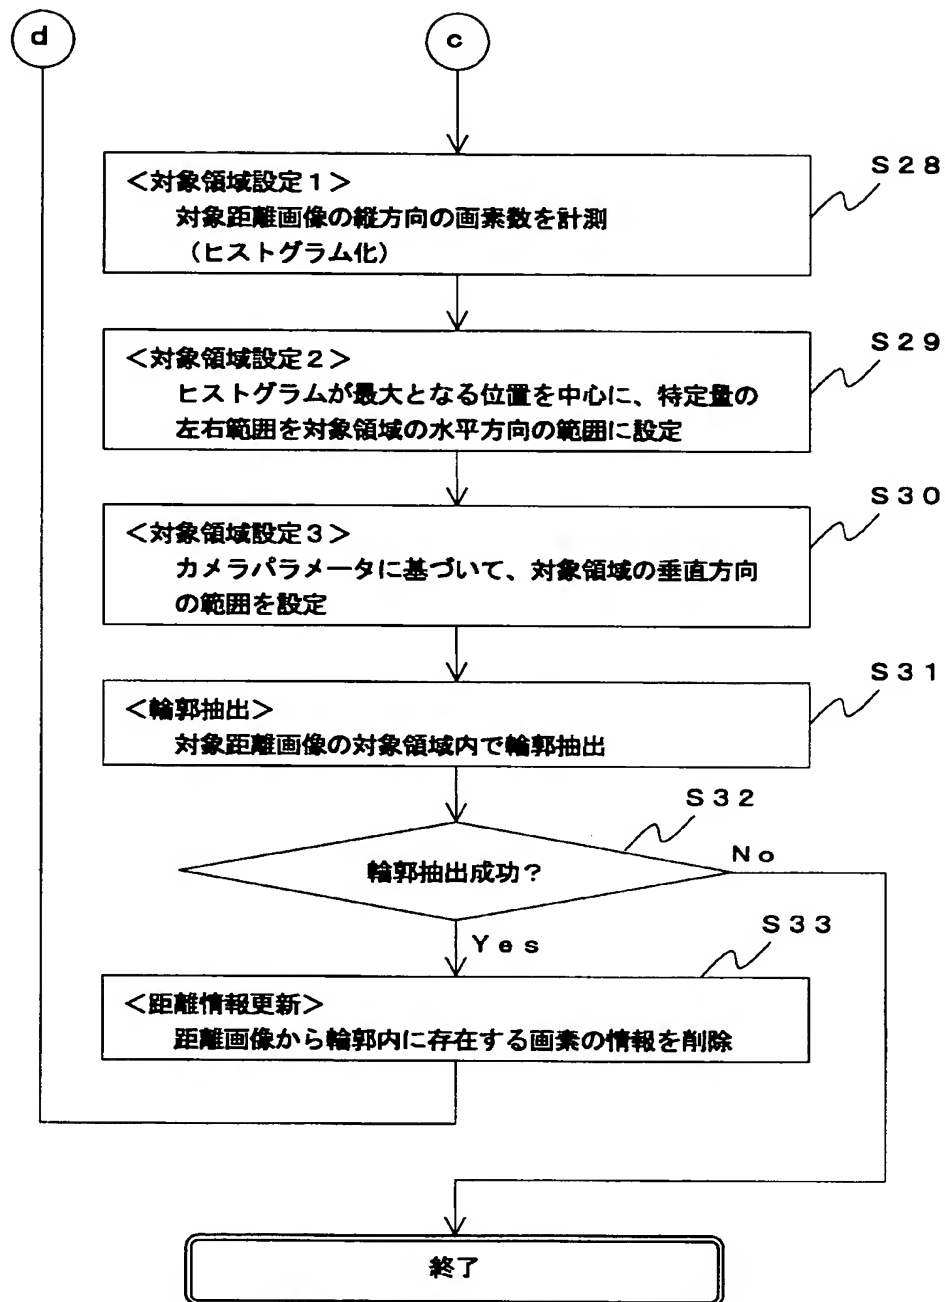 d
c
S28
＜対象領域設定1＞
対象距離画像の縦方向の画素数を計測
（ヒストグラム化）
S29
＜対象領域設定2＞
ヒストグラムが最大となる位置を中心に、特定量の
左右範囲を対象領域の水平方向の範囲に設定
S30
＜対象領域設定3＞
カメラパラメータに基づいて、対象領域の垂直方向
の範囲を設定
S31
＜輪郭抽出＞
対象距離画像の対象領域内で輪郭抽出
S32
輪郭抽出成功？
No
Yes
S33
＜距離情報更新＞
距離画像から輪郭内に存在する画素の情報を削除
終了